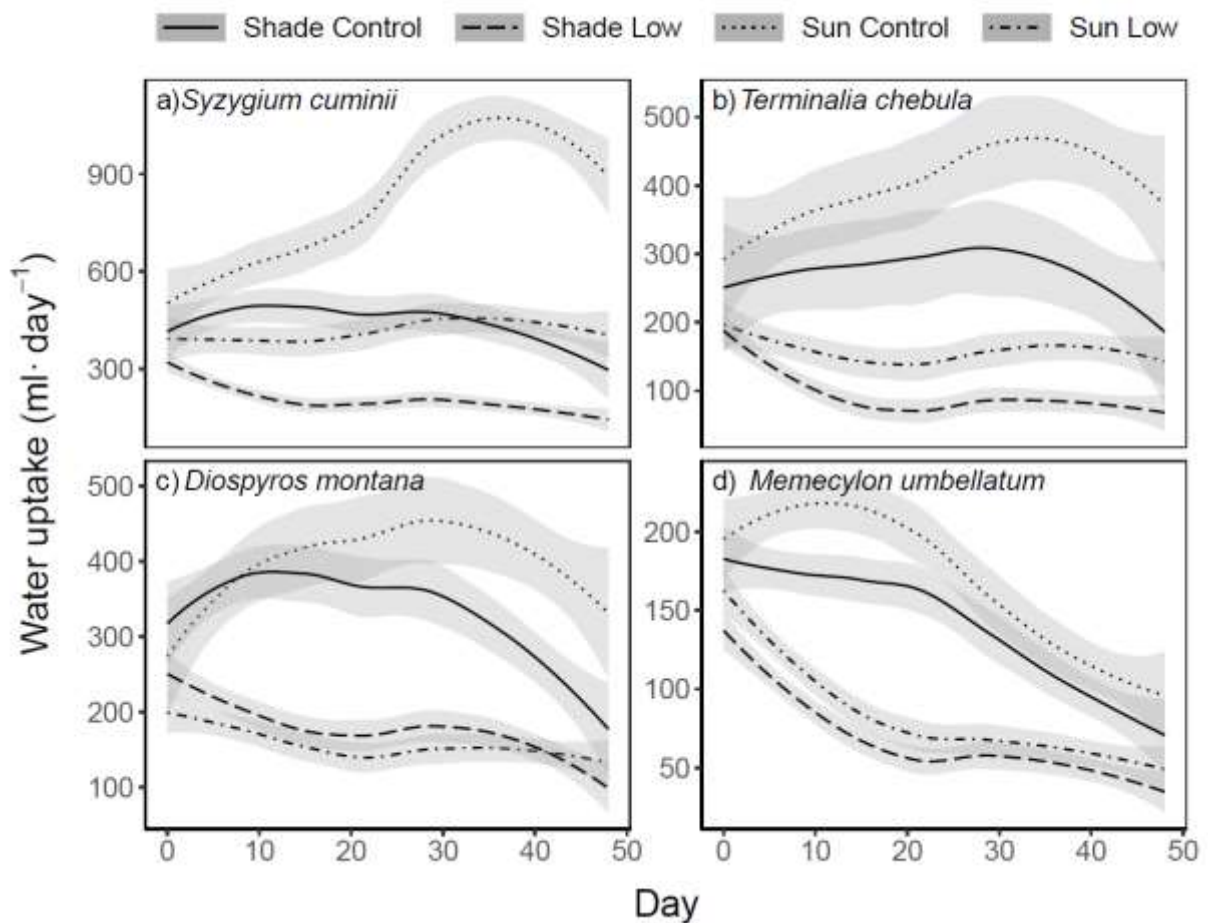 Shade Control Shade Low Sun Control Sun Low
a) Syzygium cuminii
b) Terminalia chebula
900
600
300
500
400
300
200
100
c) Diospyros montana
d) Memecylon umbellatum
500
400
300
200
100
200
150
100
50
0 10 20 30 40 50
0 10 20 30 40 50
Water uptake (ml· day⁻¹)
Day